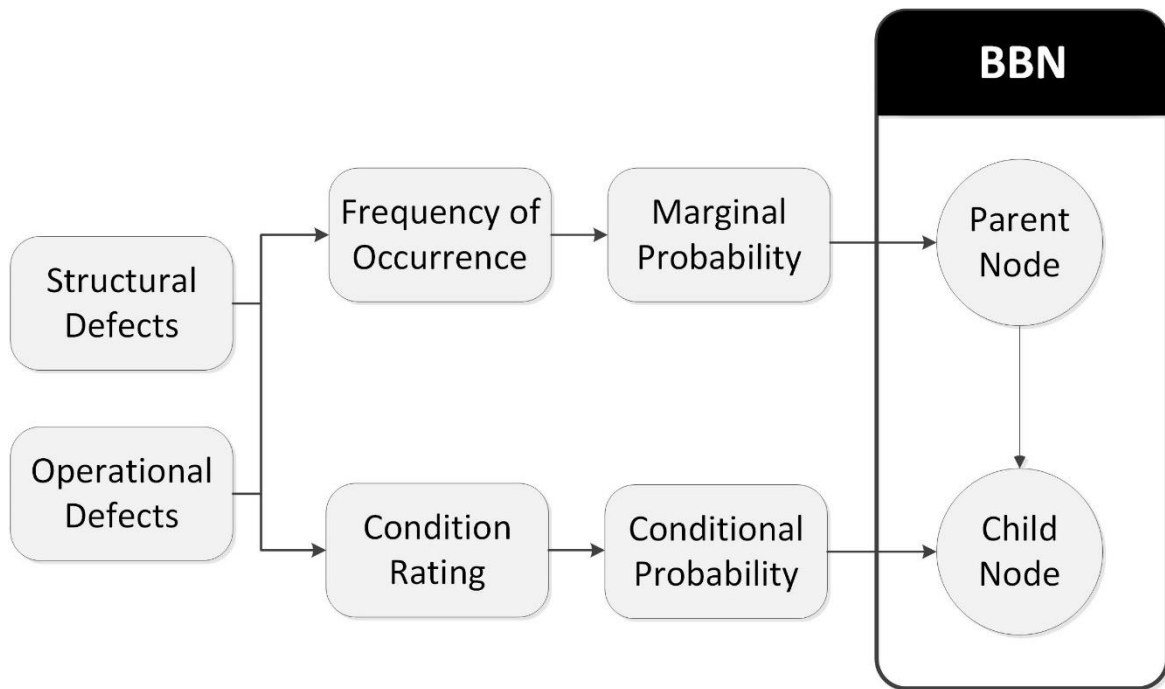 BBN
Structural
Defects
Operational
Defects
Frequency of
Occurrence
Marginal
Probability
Parent
Node
Condition
Rating
Conditional
Probability
Child
Node